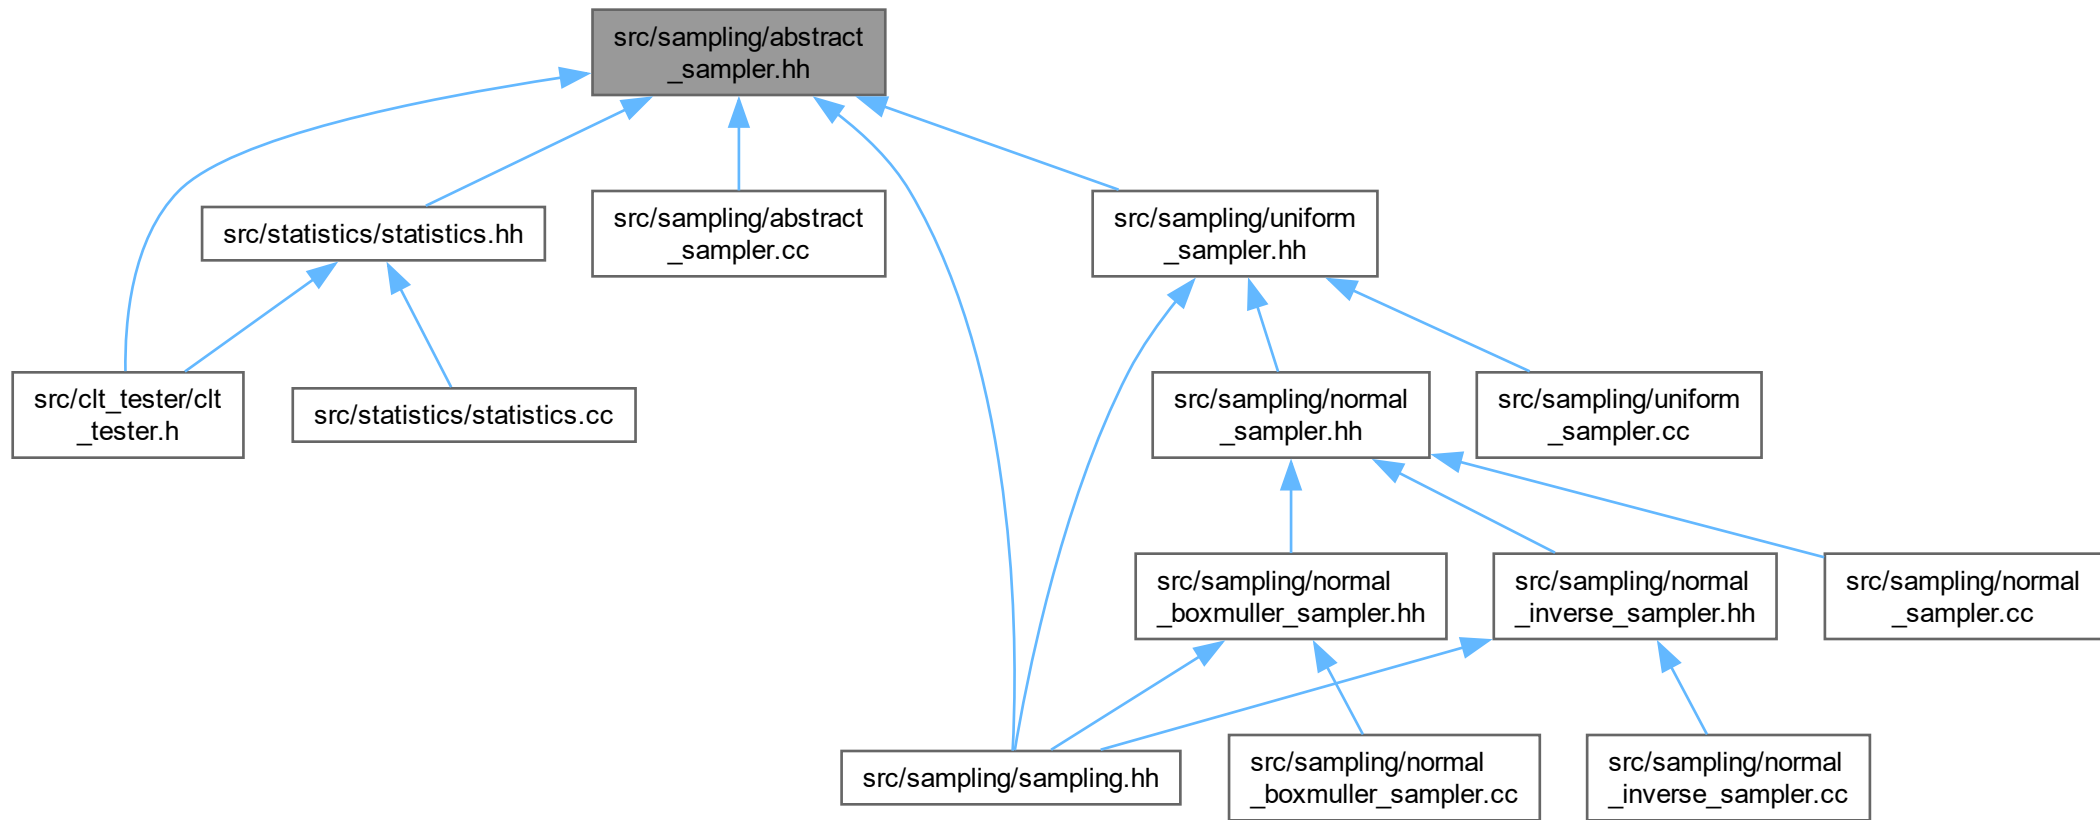 src/sampling/abstract
_sampler.hh
src/statistics/statistics.hh
src/sampling/abstract
_sampler.cc
src/sampling/uniform
_sampler.hh
src/clt_tester/clt
_tester.h
src/statistics/statistics.cc
src/sampling/normal
_sampler.hh
src/sampling/uniform
_sampler.cc
src/sampling/normal
_boxmuller_sampler.hh
src/sampling/normal
_inverse_sampler.hh
src/sampling/normal
_sampler.cc
src/sampling/sampling.hh
src/sampling/normal
_boxmuller_sampler.cc
src/sampling/normal
_inverse_sampler.cc